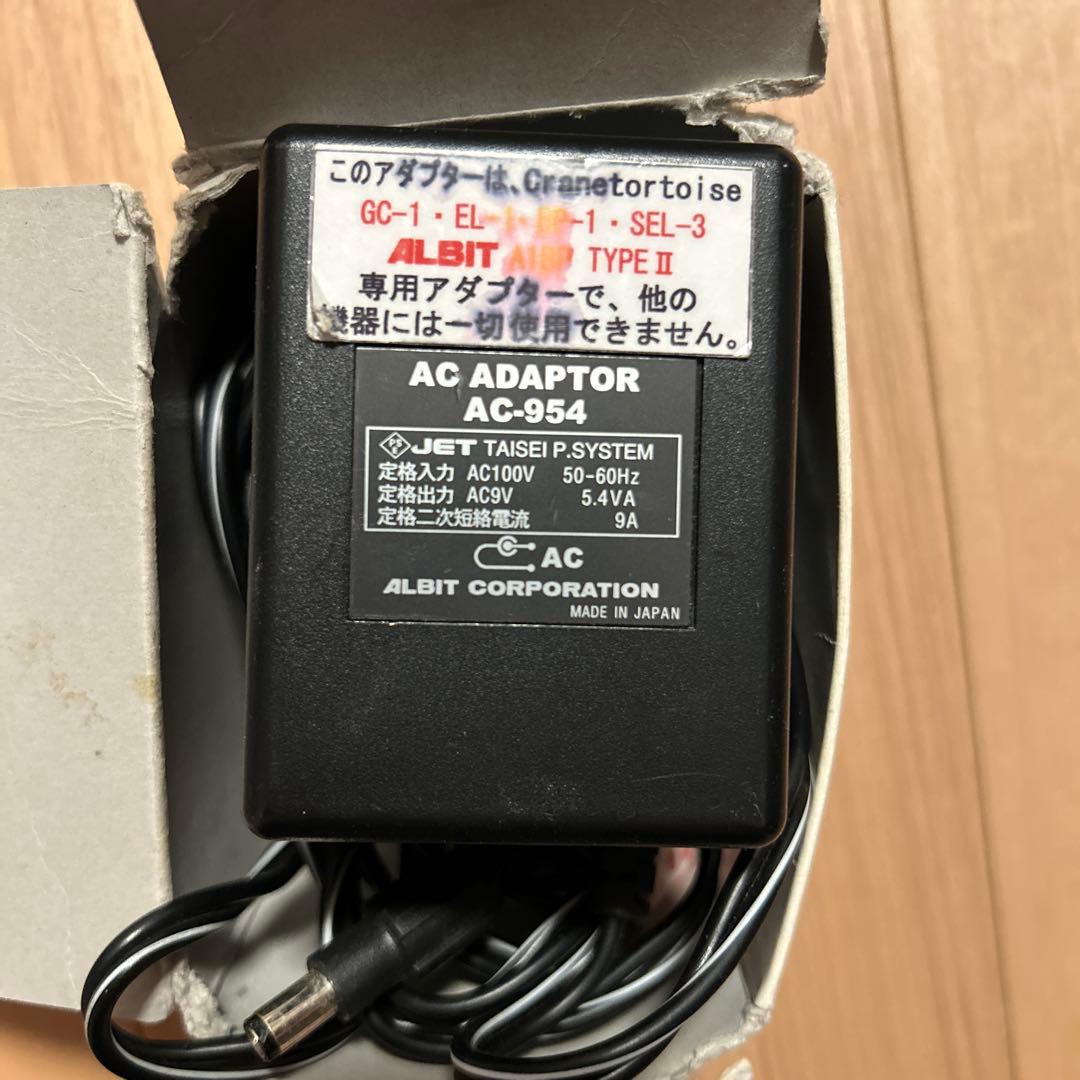 このアダプターは、Cranetortoise
GC-1・EL-1・ -1・SEL-3
ALBIT TYPE II
専用アダプターで、他の
機器には一切使用できません。
AC ADAPTOR
AC-954
PSE JET TAISEI P.SYSTEM
定格入力 AC100V 50-60Hz
定格出力 AC9V 5.4VA
定格二次短絡電流 9A
AC
ALBIT CORPORATION
MADE IN JAPAN